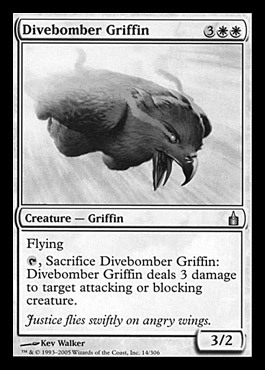 Divebomber Griffin 3
Creature — Griffin
Flying
, Sacrifice Divebomber Griffin:
Divebomber Griffin deals 3 damage
to target attacking or blocking
creature.
Justice flies swiftly on angry wings.
Kev Walker
3/2
™ & © 1993–2005 Wizards of the Coast, Inc. 14/306